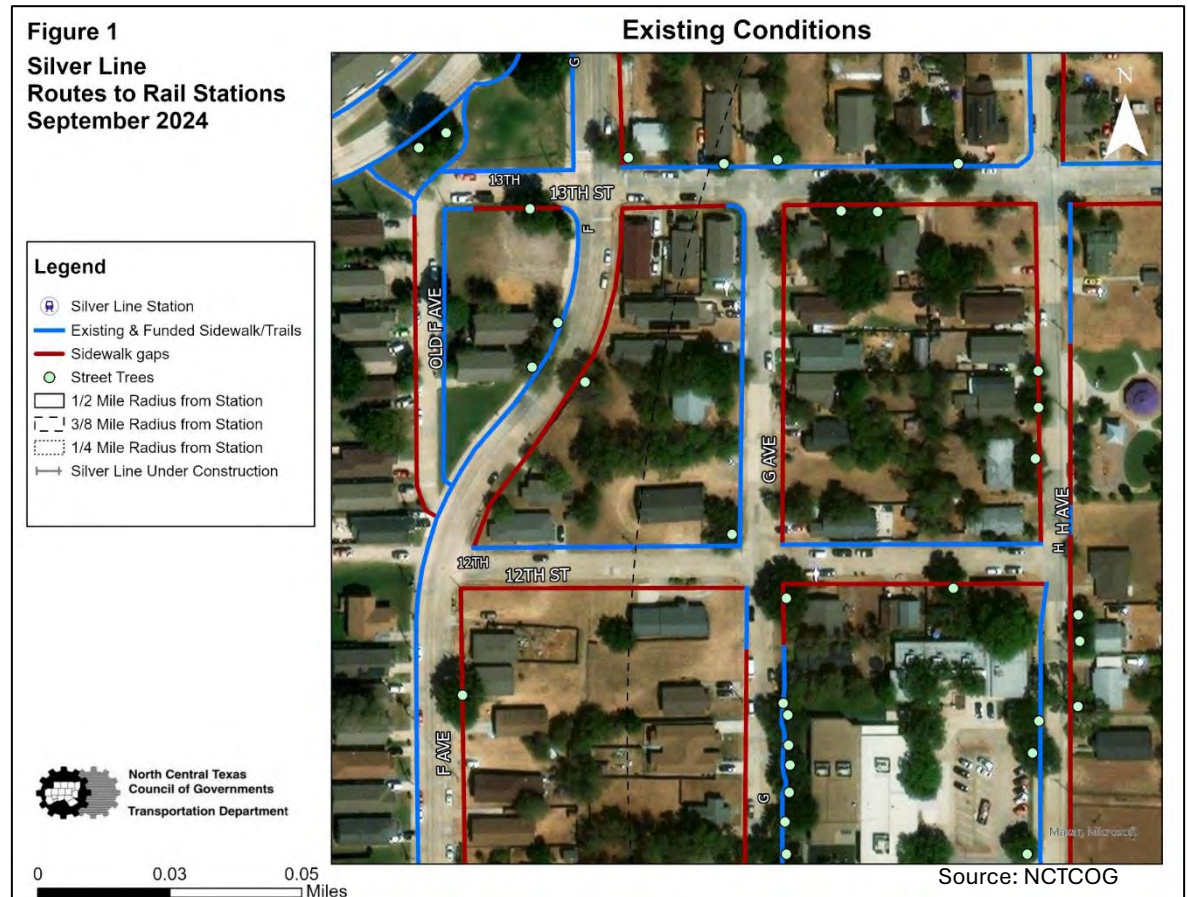 Figure 1
Silver Line
Routes to Rail Stations
September 2024
Existing Conditions
Legend
Silver Line Station
Existing & Funded Sidewalk/Trails
Sidewalk gaps
Street Trees
1/2 Mile Radius from Station
3/8 Mile Radius from Station
1/4 Mile Radius from Station
Silver Line Under Construction
North Central Texas
Council of Governments
Transportation Department
0 0.03 0.05
Miles
G
N
13TH
13TH ST
F
OLD F AVE
G AVE
H AVE
H
12TH
12TH ST
F AVE
G
Maxar, Microsoft
Source: NCTCOG